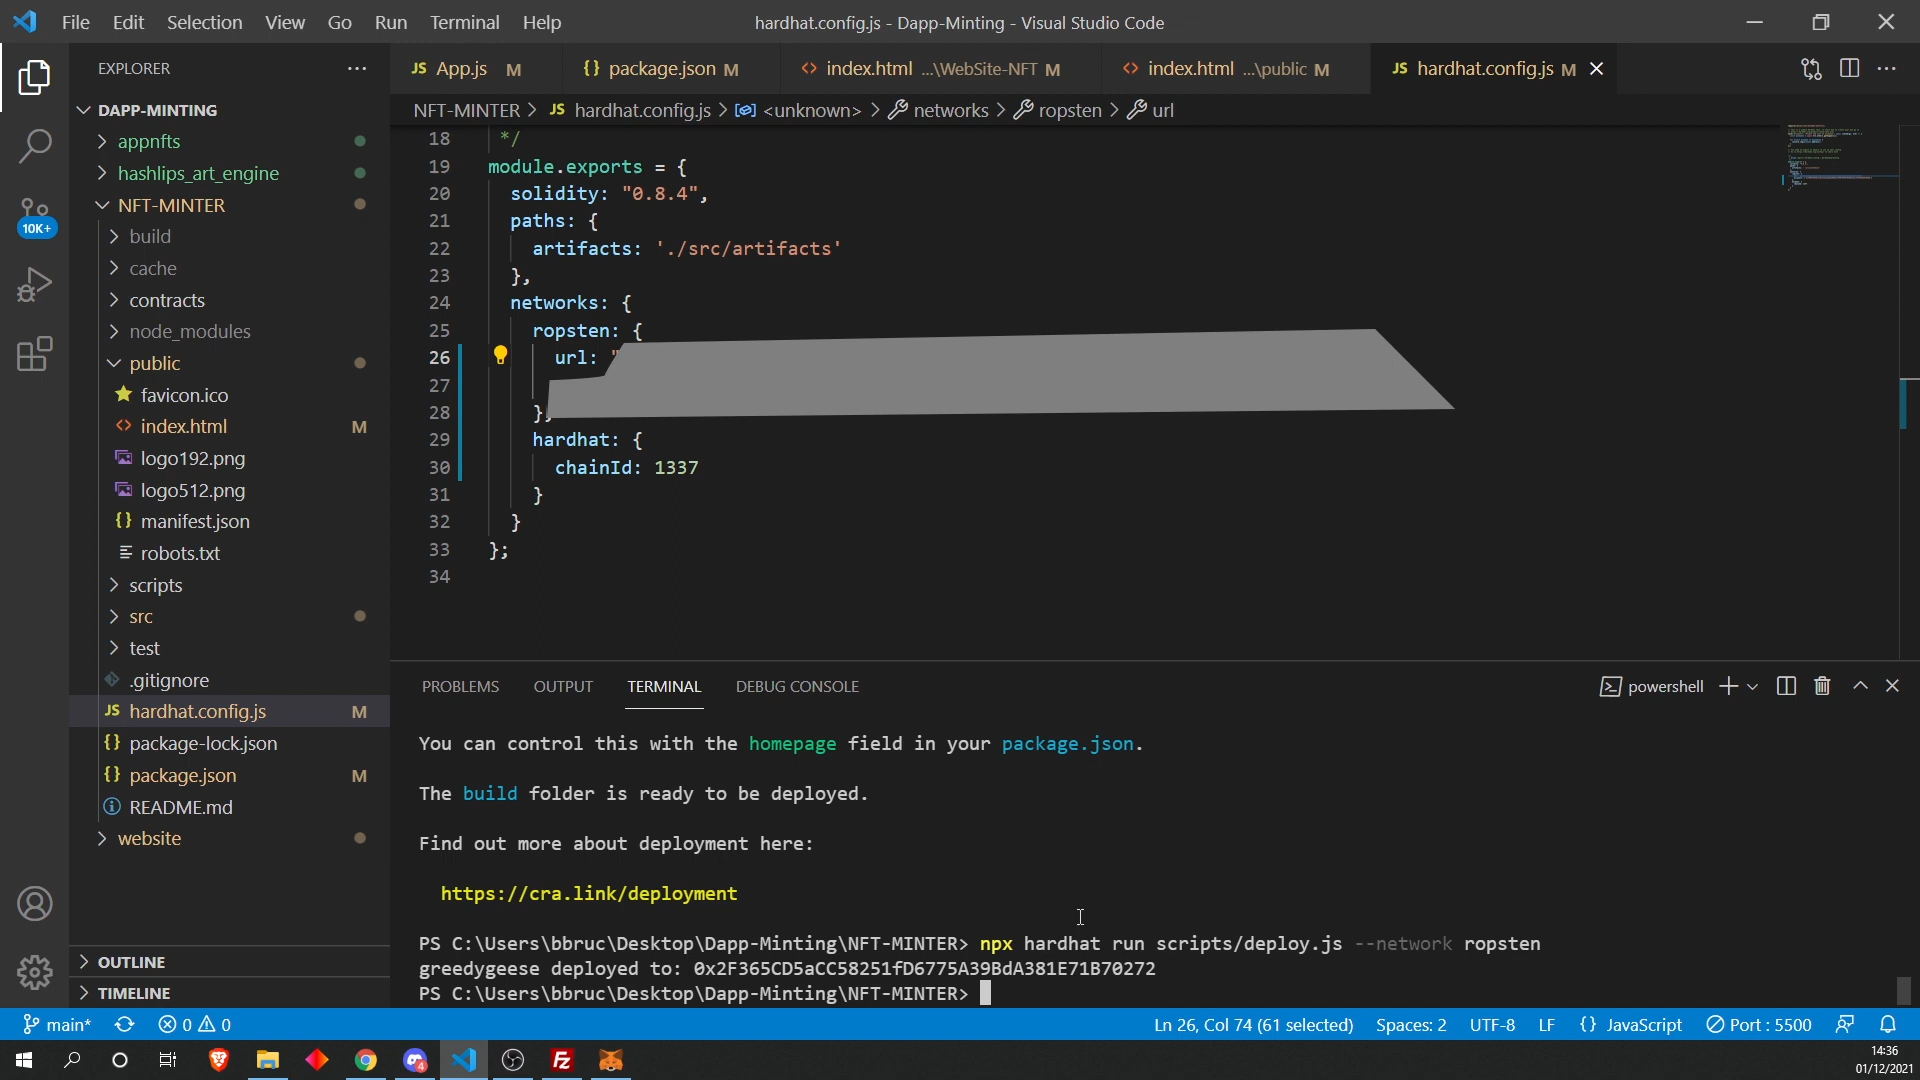 File Edit Selection View Go Run Terminal Help
hardhat.config.js - Dapp-Minting - Visual Studio Code
EXPLORER
DAPP-MINTING
appnfts
hashlips_art_engine
NFT-MINTER
10K+
build
cache
contracts
node_modules
public
favicon.ico
index.html M
logo192.png
logo512.png
manifest.json
robots.txt
scripts
src
test
.gitignore
JS hardhat.config.js M
{} package-lock.json
{} package.json M
README.md
website
OUTLINE
TIMELINE
JS App.js M
{} package.json M
<> index.html ...\WebSite-NFT M
<> index.html ...\public M
JS hardhat.config.js M
NFT-MINTER > JS hardhat.config.js > <unknown> > networks > ropsten > url
18 */
19 module.exports = {
20 solidity: "0.8.4",
21 paths: {
22 artifacts: './src/artifacts'
23 },
24 networks: {
25 ropsten: {
26 url: "
27
28 },
29 hardhat: {
30 chainId: 1337
31 }
32 }
33 };
34
PROBLEMS OUTPUT TERMINAL DEBUG CONSOLE
powershell
You can control this with the homepage field in your package.json.
The build folder is ready to be deployed.
Find out more about deployment here:
https://cra.link/deployment
PS C:\Users\bbruc\Desktop\Dapp-Minting\NFT-MINTER> npx hardhat run scripts/deploy.js --network ropsten
greedygeese deployed to: 0x2F365CD5aCC58251fD6775A39BdA381E71B70272
PS C:\Users\bbruc\Desktop\Dapp-Minting\NFT-MINTER>
main* 0 0
Ln 26, Col 74 (61 selected) Spaces: 2 UTF-8 LF {} JavaScript Port : 5500
4
Fz
14:36
01/12/2021